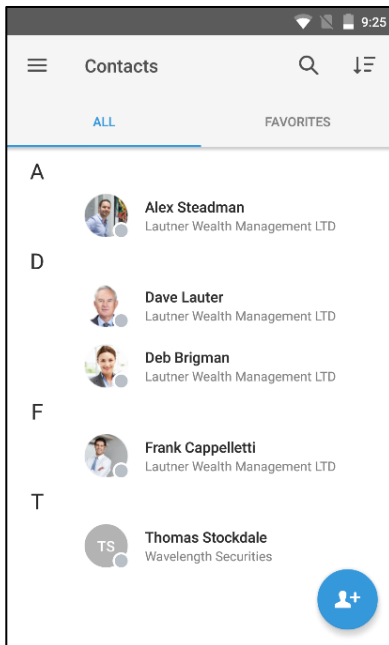 9:25
Contacts
ALL FAVORITES
A
Alex Steadman
Lautner Wealth Management LTD
D
Dave Lauter
Lautner Wealth Management LTD
Deb Brigman
Lautner Wealth Management LTD
F
Frank Cappelletti
Lautner Wealth Management LTD
T
TS
Thomas Stockdale
Wavelength Securities